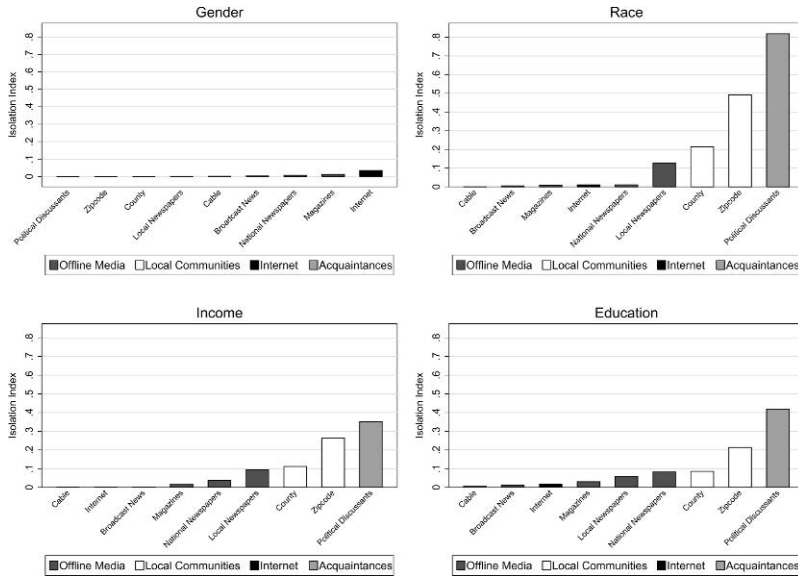 Gender
Isolation Index
0 .1 .2 .3 .4 .5 .6 .7 .8
Political Discussants
Zipcode
County
Local Newspapers
Cable
Broadcast News
National Newspapers
Magazines
Internet
Offline Media Local Communities Internet Acquaintances
Race
Isolation Index
0 .1 .2 .3 .4 .5 .6 .7 .8
Cable
Broadcast News
Magazines
Internet
National Newspapers
Local Newspapers
County
Zipcode
Political Discussants
Offline Media Local Communities Internet Acquaintances
Income
Isolation Index
0 .1 .2 .3 .4 .5 .6 .7 .8
Cable
Internet
Broadcast News
Magazines
National Newspapers
Local Newspapers
County
Zipcode
Political Discussants
Offline Media Local Communities Internet Acquaintances
Education
Isolation Index
0 .1 .2 .3 .4 .5 .6 .7 .8
Cable
Broadcast News
Internet
Magazines
Local Newspapers
National Newspapers
County
Zipcode
Political Discussants
Offline Media Local Communities Internet Acquaintances